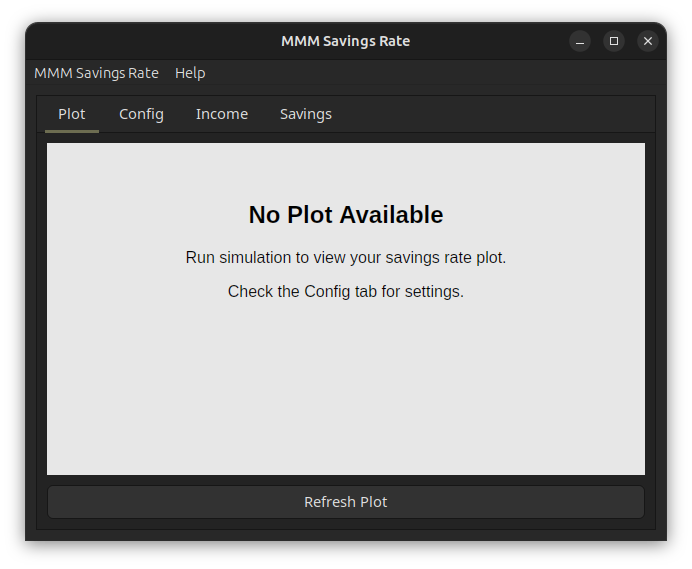 MMM Savings Rate
MMM Savings Rate Help
Plot Config Income Savings
No Plot Available
Run simulation to view your savings rate plot.
Check the Config tab for settings.
Refresh Plot